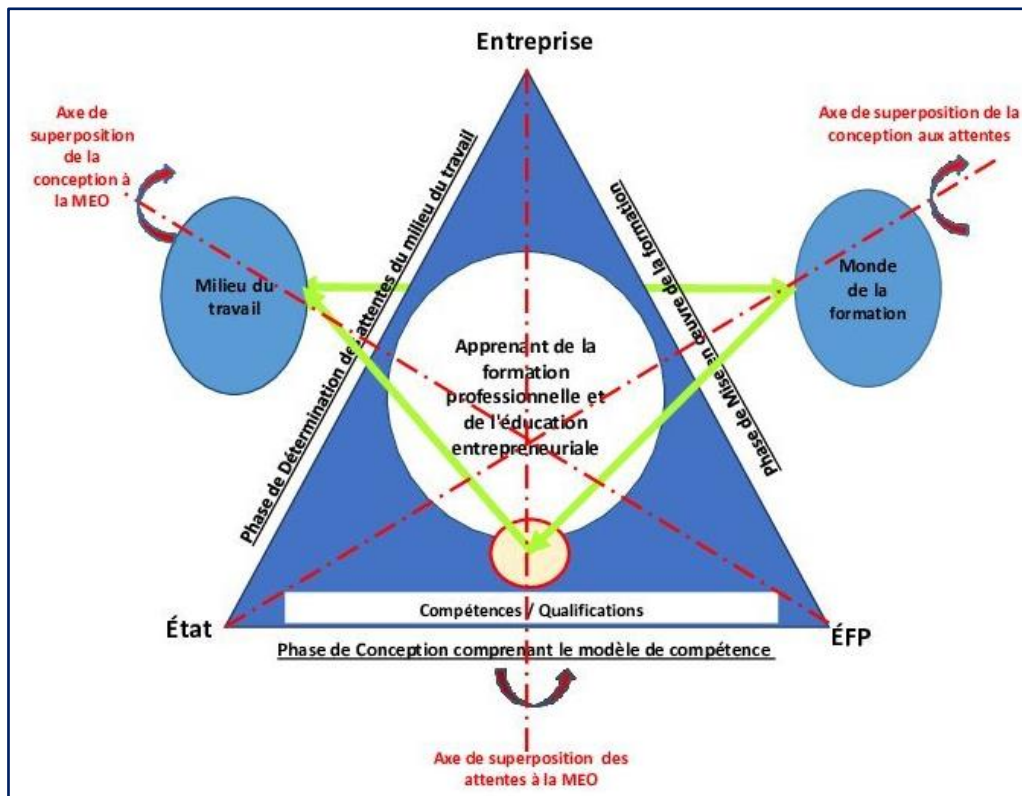 Entreprise
Axe de
superposition
de la
conception à
la MEO
Axe de superposition de la
conception aux attentes
Phase de Détermination des attentes du milieu du travail
Phase de Mise en œuvre de la formation
Milieu du
travail
Monde
de la
formation
Apprenant de la
formation
professionnelle et
de l'éducation
entrepreneuriale
Compétences / Qualifications
État
ÉFP
Phase de Conception comprenant le modèle de compétence
Axe de superposition des
attentes à la MEO